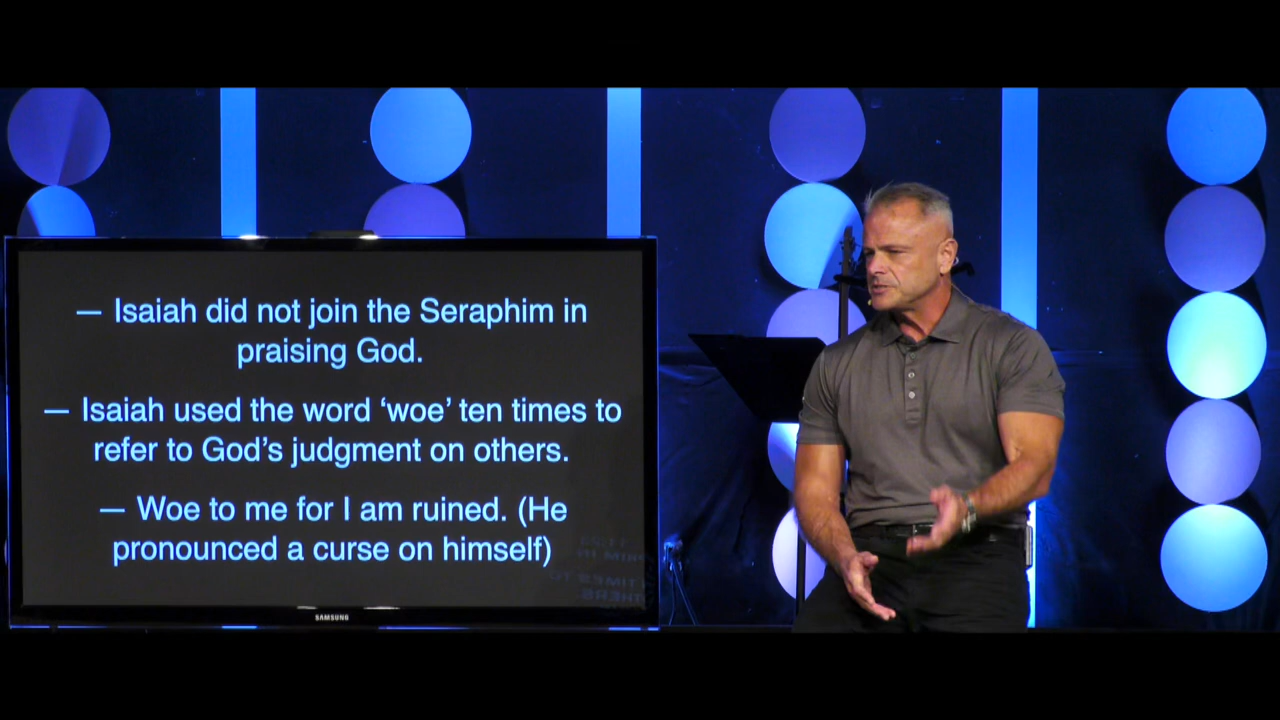 — Isaiah did not join the Seraphim in
praising God.
— Isaiah used the word ‘woe’ ten times to
refer to God’s judgment on others.
— Woe to me for I am ruined. (He
pronounced a curse on himself)
SAMSUNG